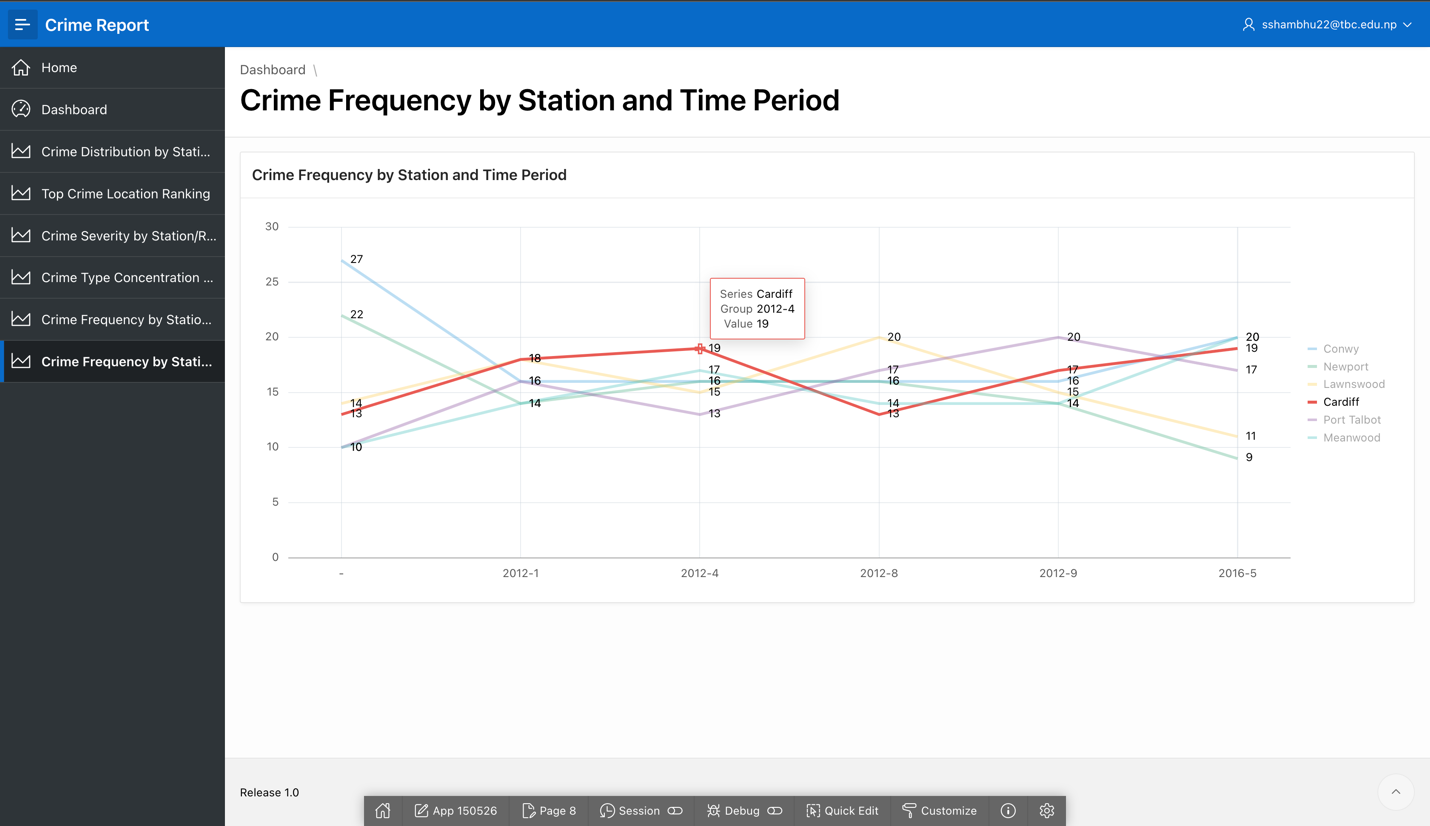 Crime Report
sshambhu22@tbc.edu.np
Home
Dashboard
Crime Distribution by Stati...
Top Crime Location Ranking
Crime Severity by Station/R...
Crime Type Concentration ...
Crime Frequency by Statio...
Crime Frequency by Stati...
Dashboard \
Crime Frequency by Station and Time Period
Crime Frequency by Station and Time Period
30
25
20
15
10
5
0
27
22
14
13
10
18
16
14
19
17
16
15
13
20
17
16
14
13
20
17
16
15
14
20
19
17
11
9
Series Cardiff
Group 2012-4
Value 19
- 2012-1 2012-4 2012-8 2012-9 2016-5
Conwy
Newport
Lawnswood
Cardiff
Port Talbot
Meanwood
Release 1.0
App 150526 Page 8 Session Debug Quick Edit Customize